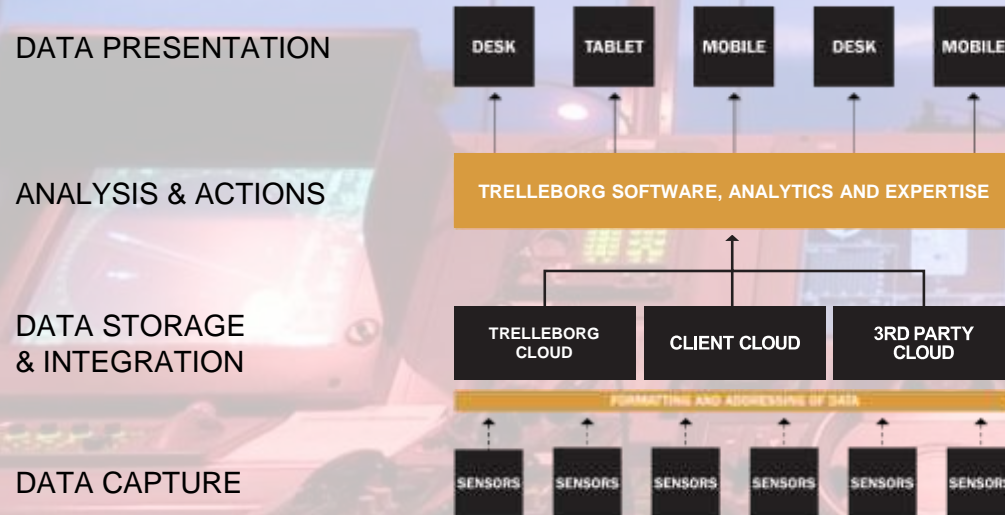 DATA PRESENTATION
DESK TABLET MOBILE DESK MOBILE
ANALYSIS & ACTIONS
TRELLEBORG SOFTWARE, ANALYTICS AND EXPERTISE
DATA STORAGE
& INTEGRATION
TRELLEBORG
CLOUD
CLIENT CLOUD
3RD PARTY
CLOUD
FORMATTING AND ADDRESSING OF DATA
DATA CAPTURE
SENSORS SENSORS SENSORS SENSORS SENSORS SENSORS